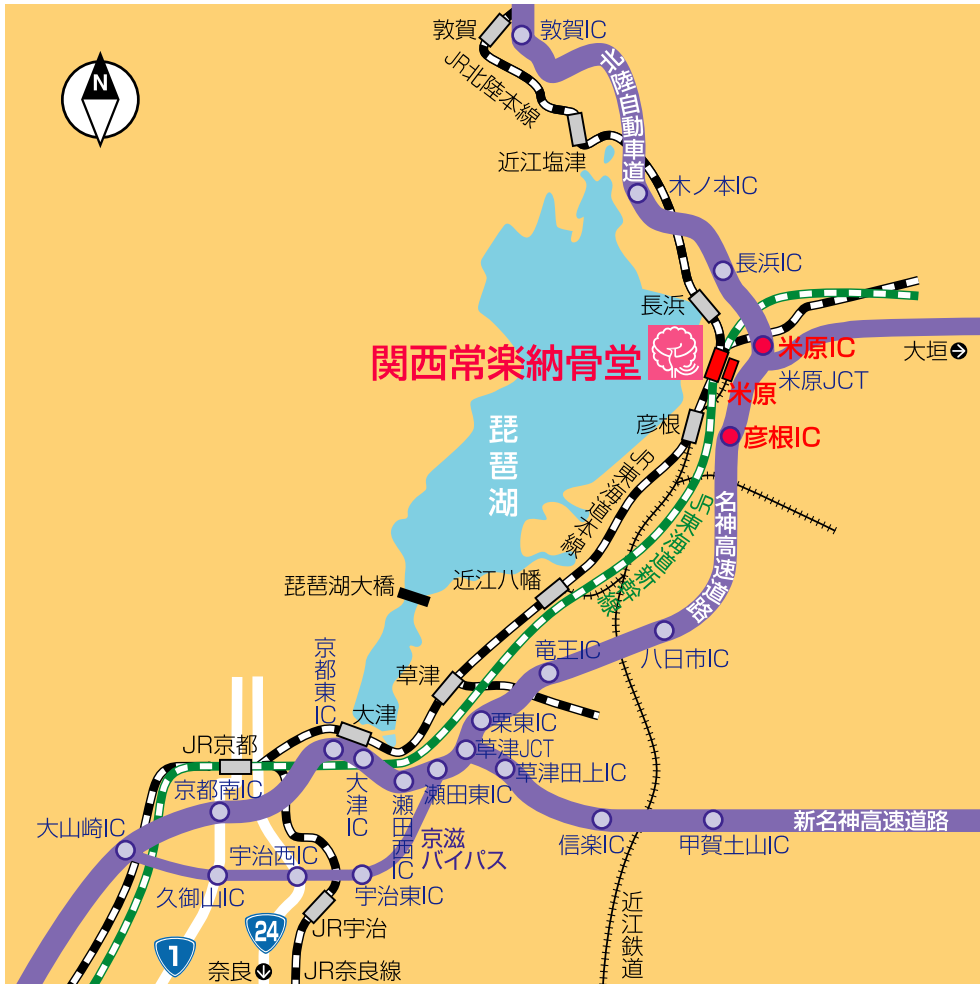 敦賀
敦賀IC
N
JR北陸本線
北陸自動車道
近江塩津
木ノ本IC
長浜IC
長浜
関西常楽納骨堂
米原IC
大垣
米原JCT
米原
彦根
彦根IC
琵琶湖
JR東海道本線
JR東海道新幹線
名神高速道路
近江八幡
琵琶湖大橋
京都東IC
竜王IC
八日市IC
草津
大津
栗東IC
JR京都
草津JCT
草津田上IC
京都南IC
大津IC
瀬田西IC
瀬田東IC
大山崎IC
京滋
バイパス
信楽IC
甲賀土山IC
新名神高速道路
宇治西IC
久御山IC
宇治東IC
近江鉄道
24
JR宇治
1
奈良
JR奈良線